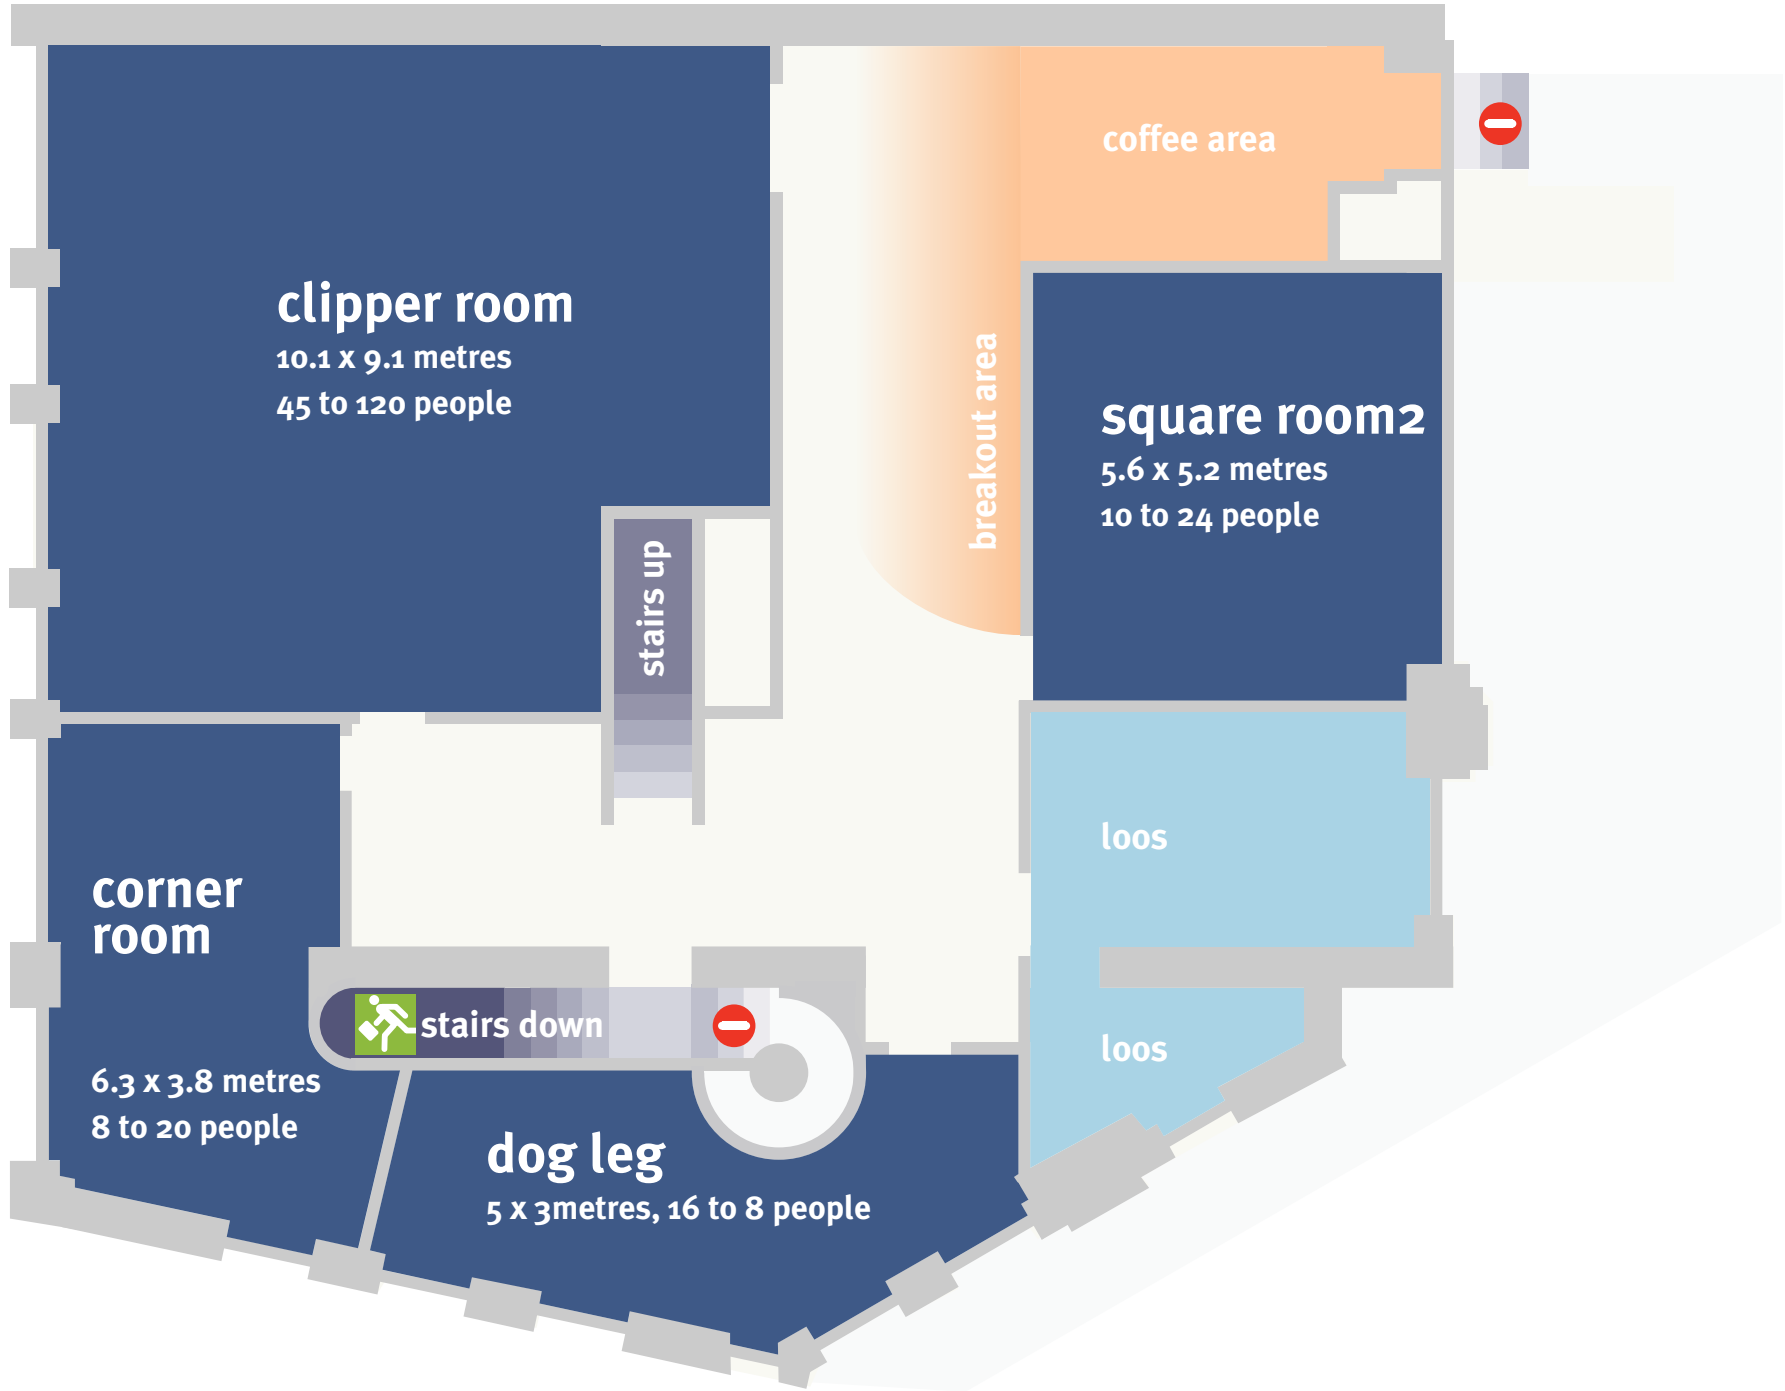 coffee area
clipper room
10.1 x 9.1 metres
45 to 120 people
breakout area
square room2
5.6 x 5.2 metres
10 to 24 people
stairs up
loos
corner
room
6.3 x 3.8 metres
8 to 20 people
stairs down
loos
dog leg
5 x 3metres, 16 to 8 people